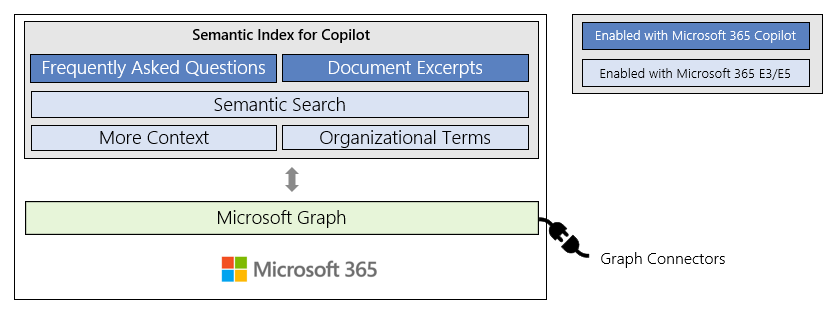 Semantic Index for Copilot
Frequently Asked Questions
Document Excerpts
Semantic Search
More Context
Organizational Terms
Microsoft Graph
Microsoft 365
Enabled with Microsoft 365 Copilot
Enabled with Microsoft 365 E3/E5
Graph Connectors